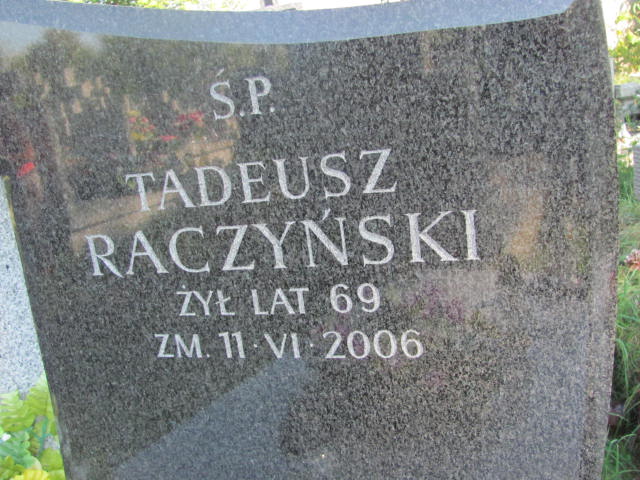 Ś.P.
TADEUSZ
RACZYŃSKI
ŻYŁ LAT 69
ZM. 11·VI·2006